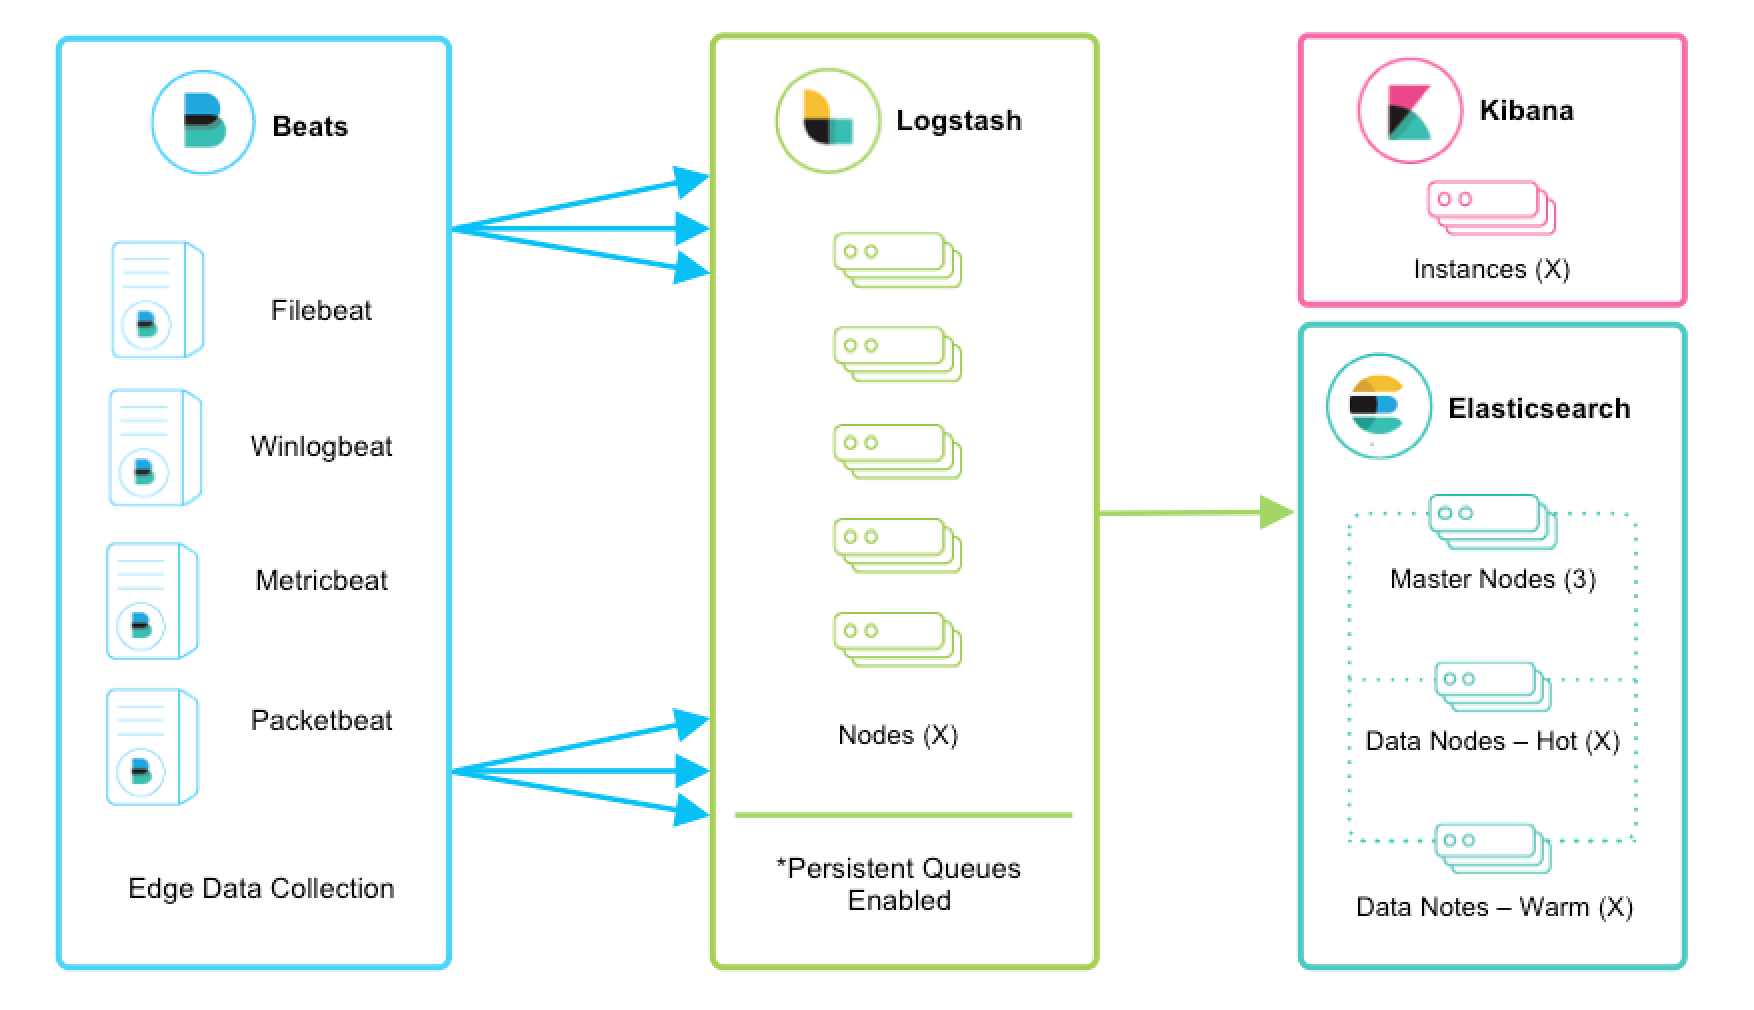 Beats
Filebeat
Winlogbeat
Metricbeat
Packetbeat
Edge Data Collection
Logstash
Nodes (X)
*Persistent Queues
Enabled
Kibana
Instances (X)
Elasticsearch
Master Nodes (3)
Data Nodes – Hot (X)
Data Notes – Warm (X)